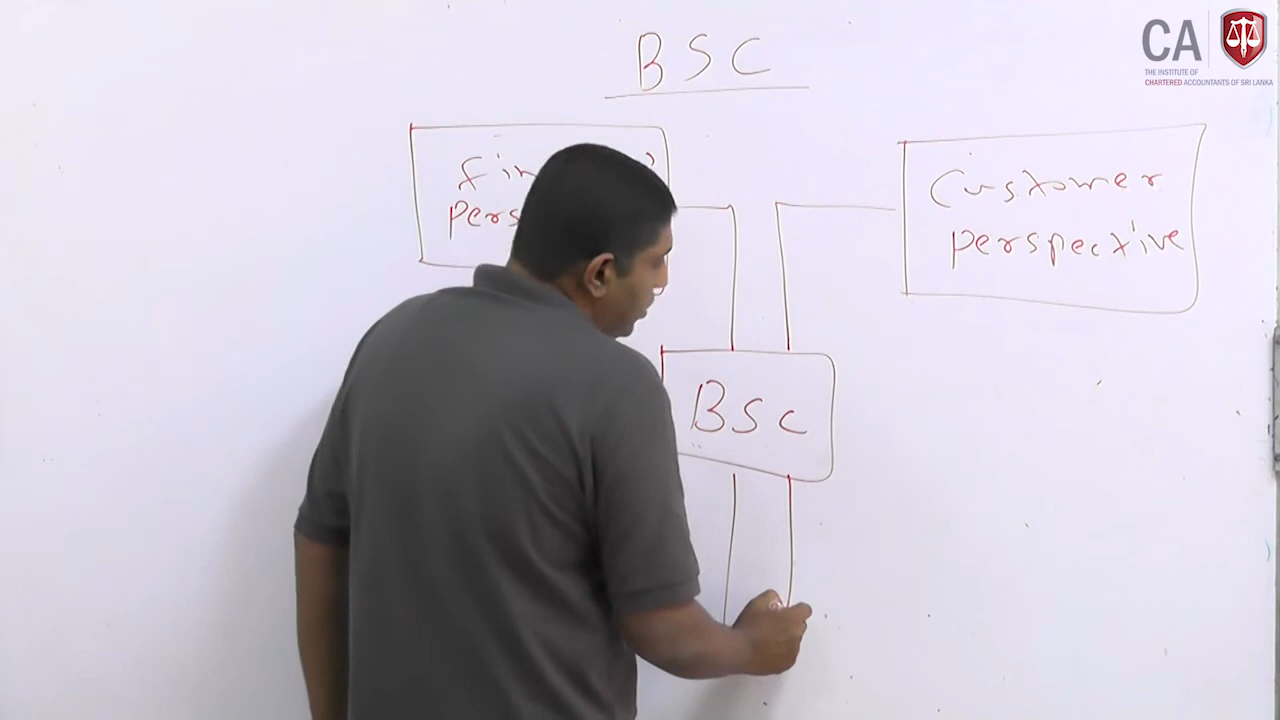 BSC
CA
THE INSTITUTE OF
CHARTERED ACCOUNTANTS OF SRI LANKA
Customer
perspective
BSC